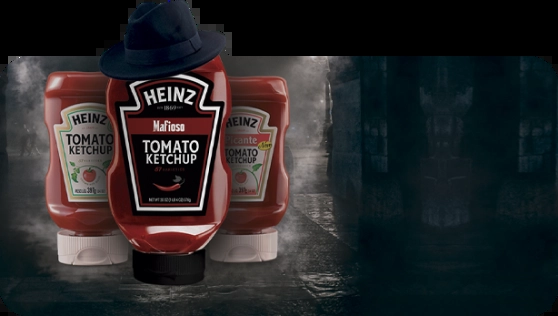 HEINZ
TOMATO
KETCHUP
HEINZ
Mafioso
TOMATO
KETCHUP
HEINZ
TOMATO
KETCHUP